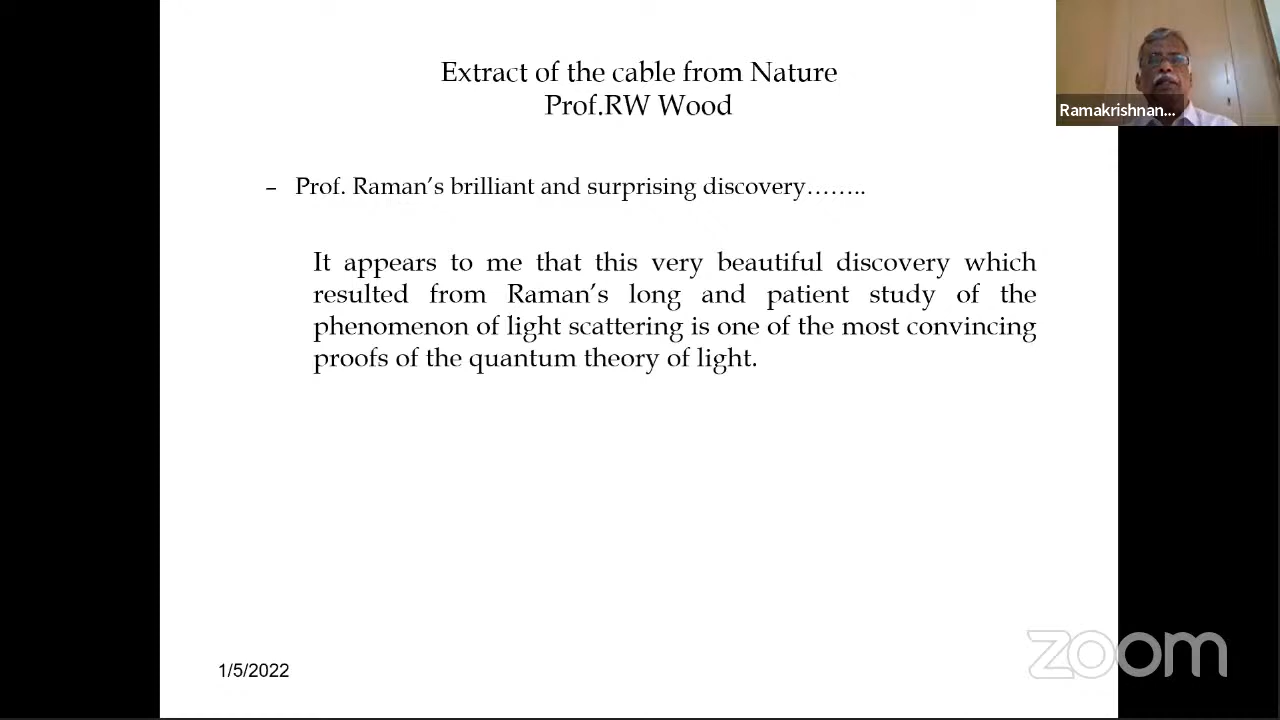 Extract of the cable from Nature
Prof.RW Wood
Ramakrishnan...
– Prof. Raman’s brilliant and surprising discovery……..
It appears to me that this very beautiful discovery which
resulted from Raman’s long and patient study of the
phenomenon of light scattering is one of the most convincing
proofs of the quantum theory of light.
1/5/2022
zoom